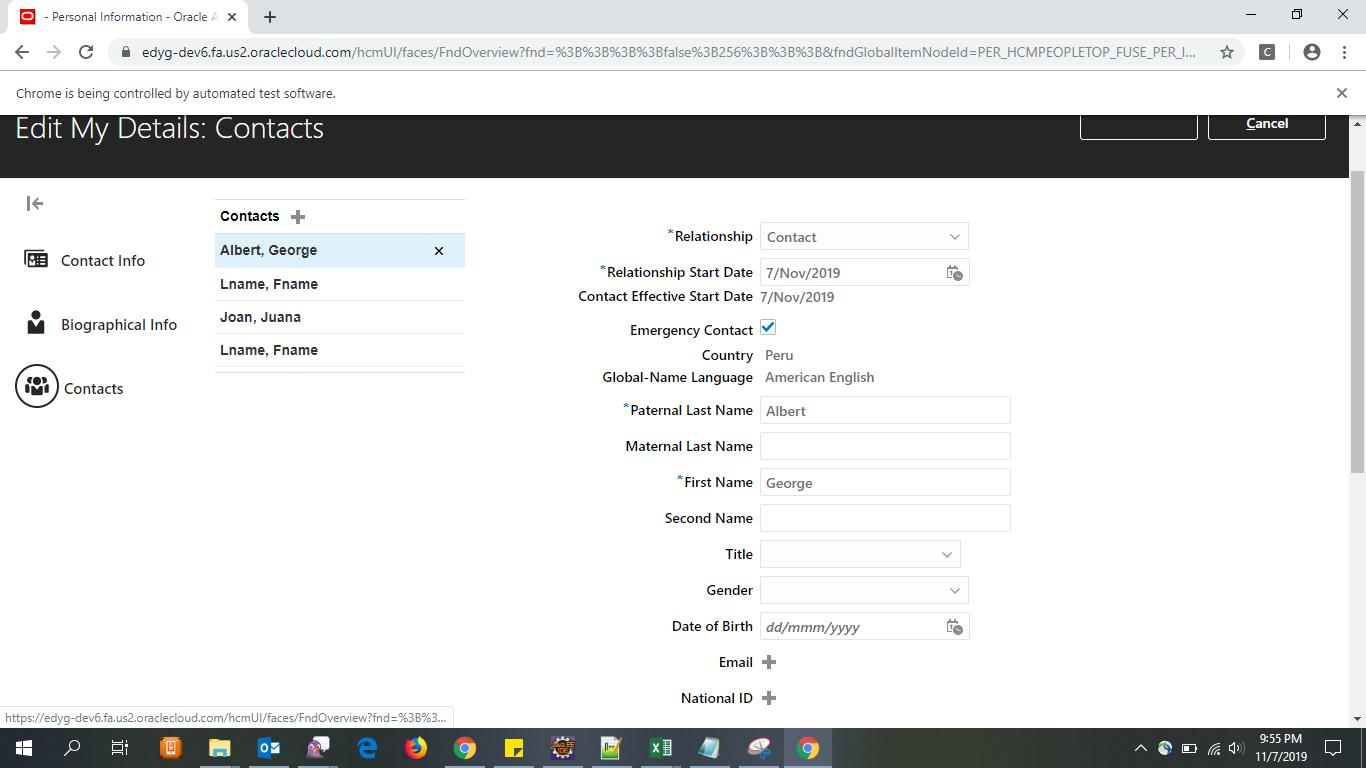 - Personal Information - Oracle A
edyg-dev6.fa.us2.oraclecloud.com/hcmUI/faces/FndOverview?fnd=%3B%3B%3B%3Bfalse%3B256%3B%3B%3B&fndGlobalItemNodeId=PER_HCMPEOPLETOP_FUSE_PER_I...
C
Chrome is being controlled by automated test software.
Edit My Details: Contacts
Cancel
Contact Info
Biographical Info
Contacts
Contacts
Albert, George
Lname, Fname
Joan, Juana
Lname, Fname
*Relationship Contact
*Relationship Start Date 7/Nov/2019
Contact Effective Start Date 7/Nov/2019
Emergency Contact
Country Peru
Global-Name Language American English
*Paternal Last Name Albert
Maternal Last Name
*First Name George
Second Name
Title
Gender
Date of Birth dd/mmm/yyyy
Email
National ID
https://edyg-dev6.fa.us2.oraclecloud.com/hcmUI/faces/FndOverview?fnd=%3B%3...
9:55 PM
11/7/2019